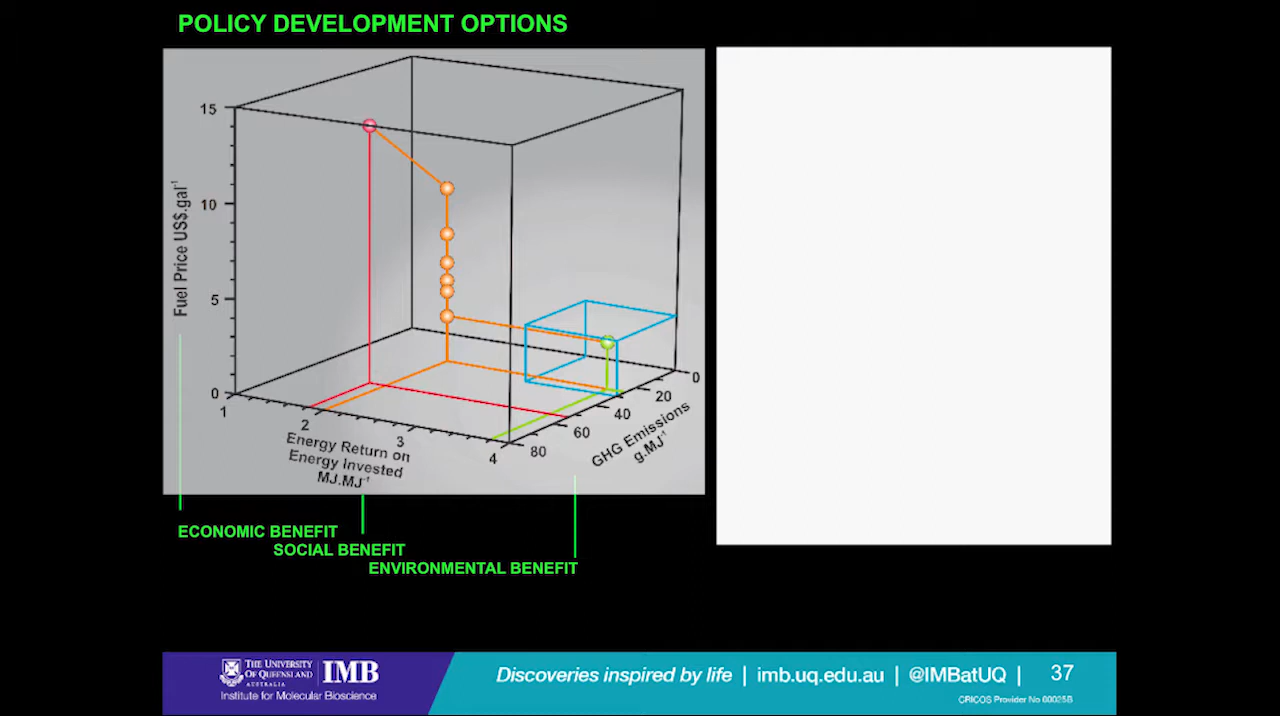 POLICY DEVELOPMENT OPTIONS
15
10
5
0
Fuel Price US$.gal⁻¹
1
2
3
4
Energy Return on
Energy Invested
MJ.MJ⁻¹
80
60
40
20
0
GHG Emissions
g.MJ⁻¹
ECONOMIC BENEFIT
SOCIAL BENEFIT
ENVIRONMENTAL BENEFIT
THE UNIVERSITY
OF QUEENSLAND
AUSTRALIA
IMB
Institute for Molecular Bioscience
Discoveries inspired by life | imb.uq.edu.au | @IMBatUQ | 37
CRICOS Provider No 00025B